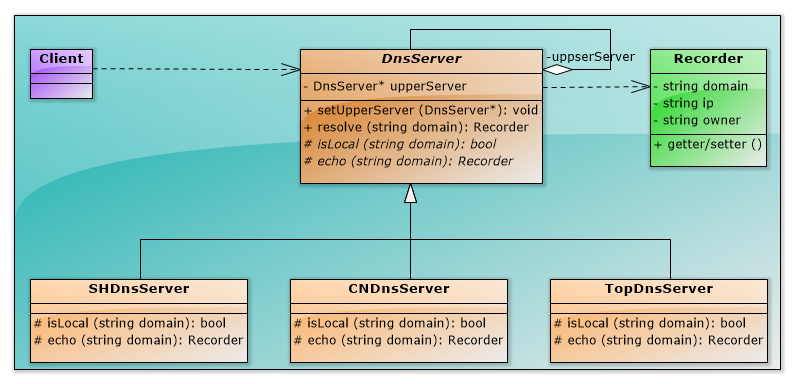 Client
DnsServer
- DnsServer* upperServer
+ setUpperServer (DnsServer*): void
+ resolve (string domain): Recorder
# isLocal (string domain): bool
# echo (string domain): Recorder
-uppserServer
Recorder
- string domain
- string ip
- string owner
+ getter/setter ()
SHDnsServer
# isLocal (string domain): bool
# echo (string domain): Recorder
CNDnsServer
# isLocal (string domain): bool
# echo (string domain): Recorder
TopDnsServer
# isLocal (string domain): bool
# echo (string domain): Recorder